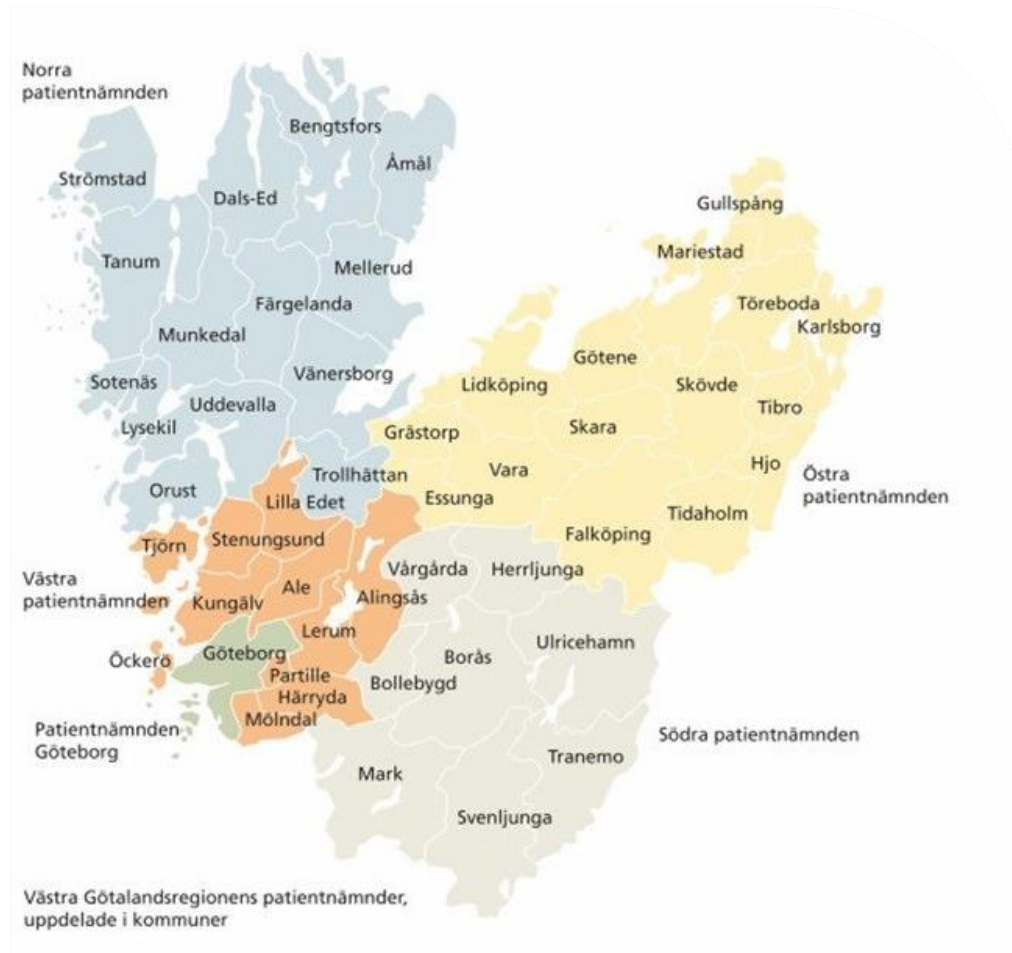 Norra
patientnämnden
Bengtsfors
Åmål
Strömstad
Dals-Ed
Gullspång
Tanum
Mellerud
Mariestad
Färgelanda
Töreboda
Munkedal
Karlsborg
Götene
Sotenäs
Vänersborg
Lidköping
Skövde
Uddevalla
Tibro
Lysekil
Grästorp
Skara
Trollhättan
Vara
Hjo
Östra
patientnämnden
Orust
Lilla Edet
Essunga
Tidaholm
Tjörn
Stenungsund
Falköping
Vårgårda
Herrljunga
Västra
patientnämnden
Kungälv
Ale
Alingsås
Lerum
Ulricehamn
Öckerö
Göteborg
Borås
Partille
Bollebygd
Härryda
Mölndal
Patientnämnden
Göteborg
Södra patientnämnden
Tranemo
Mark
Svenljunga
Västra Götalandsregionens patientnämnder,
uppdelade i kommuner